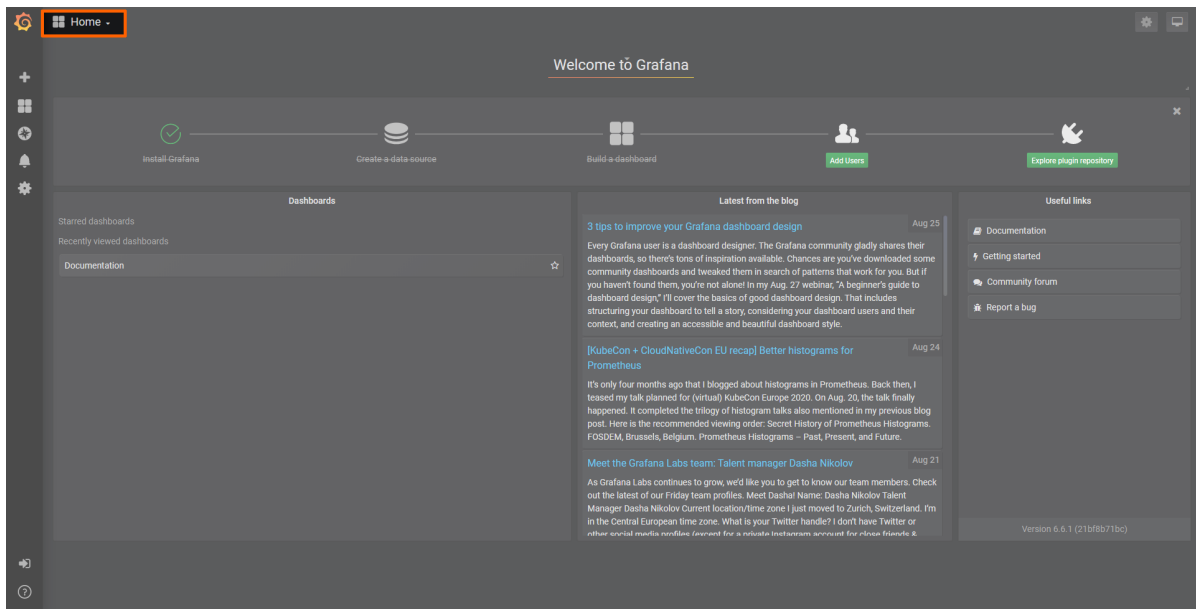 Home
Welcome to Grafana
Install Grafana
Create a data source
Build a dashboard
Add Users
Explore plugin repository
Dashboards
Starred dashboards
Recently viewed dashboards
Documentation
Latest from the blog
3 tips to improve your Grafana dashboard design
Aug 25
Every Grafana user is a dashboard designer. The Grafana community gladly shares their
dashboards, so there's tons of inspiration available. Chances are you've downloaded some
community dashboards and tweaked them in search of patterns that work for you. But if
you haven't found them, you're not alone! In my Aug. 27 webinar, "A beginner's guide to
dashboard design," I'll cover the basics of good dashboard design. That includes
structuring your dashboard to tell a story, considering your dashboard users and their
context, and creating an accessible and beautiful dashboard style.
[KubeCon + CloudNativeCon EU recap] Better histograms for
Prometheus
Aug 24
It's only four months ago that I blogged about histograms in Prometheus. Back then, I
teased my talk planned for (virtual) KubeCon Europe 2020. On Aug. 20, the talk finally
happened. It completed the trilogy of histogram talks also mentioned in my previous blog
post. Here is the recommended viewing order: Secret History of Prometheus Histograms.
FOSDEM, Brussels, Belgium. Prometheus Histograms – Past, Present, and Future.
Meet the Grafana Labs team: Talent manager Dasha Nikolov
Aug 21
As Grafana Labs continues to grow, we'd like you to get to know our team members. Check
out the latest of our Friday team profiles. Meet Dasha! Name: Dasha Nikolov Talent
Manager Dasha Nikolov Current location/time zone I just moved to Zurich, Switzerland. I'm
in the Central European time zone. What is your Twitter handle? I don't have Twitter or
other social media profiles (except for a private Instagram account for close friends &
Useful links
Documentation
Getting started
Community forum
Report a bug
Version 6.6.1 (21bf8b71bc)